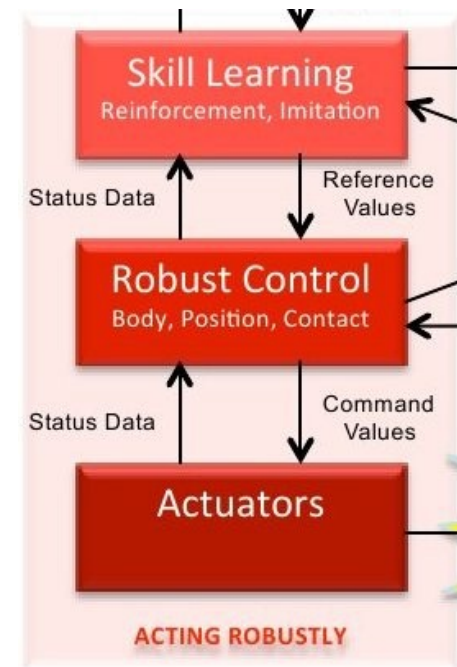 Skill Learning
Reinforcement, Imitation
Status Data
Reference
Values
Robust Control
Body, Position, Contact
Status Data
Command
Values
Actuators
ACTING ROBUSTLY